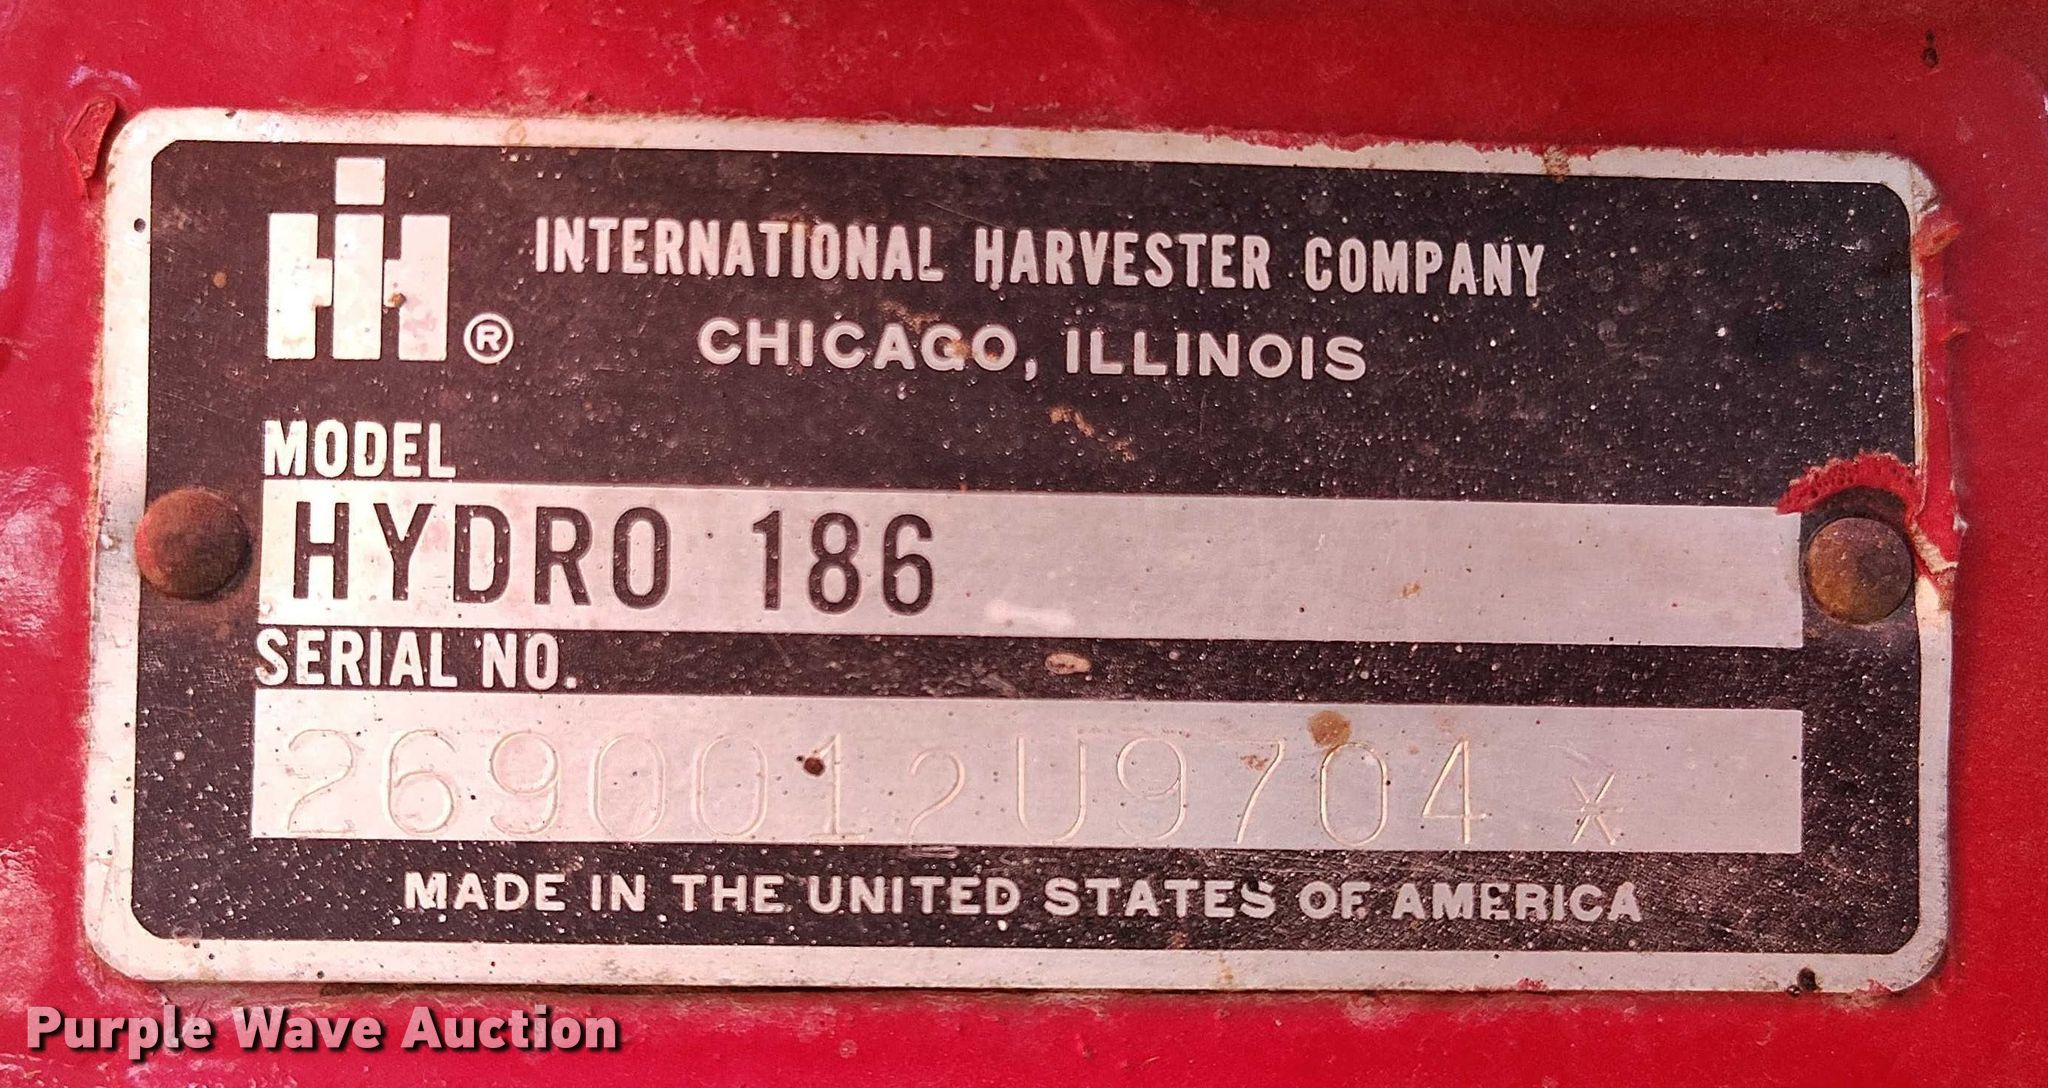 IH®
INTERNATIONAL HARVESTER COMPANY
CHICAGO, ILLINOIS
MODEL
HYDRO 186
SERIAL NO.
2690012U9704 *
MADE IN THE UNITED STATES OF AMERICA
Purple Wave Auction